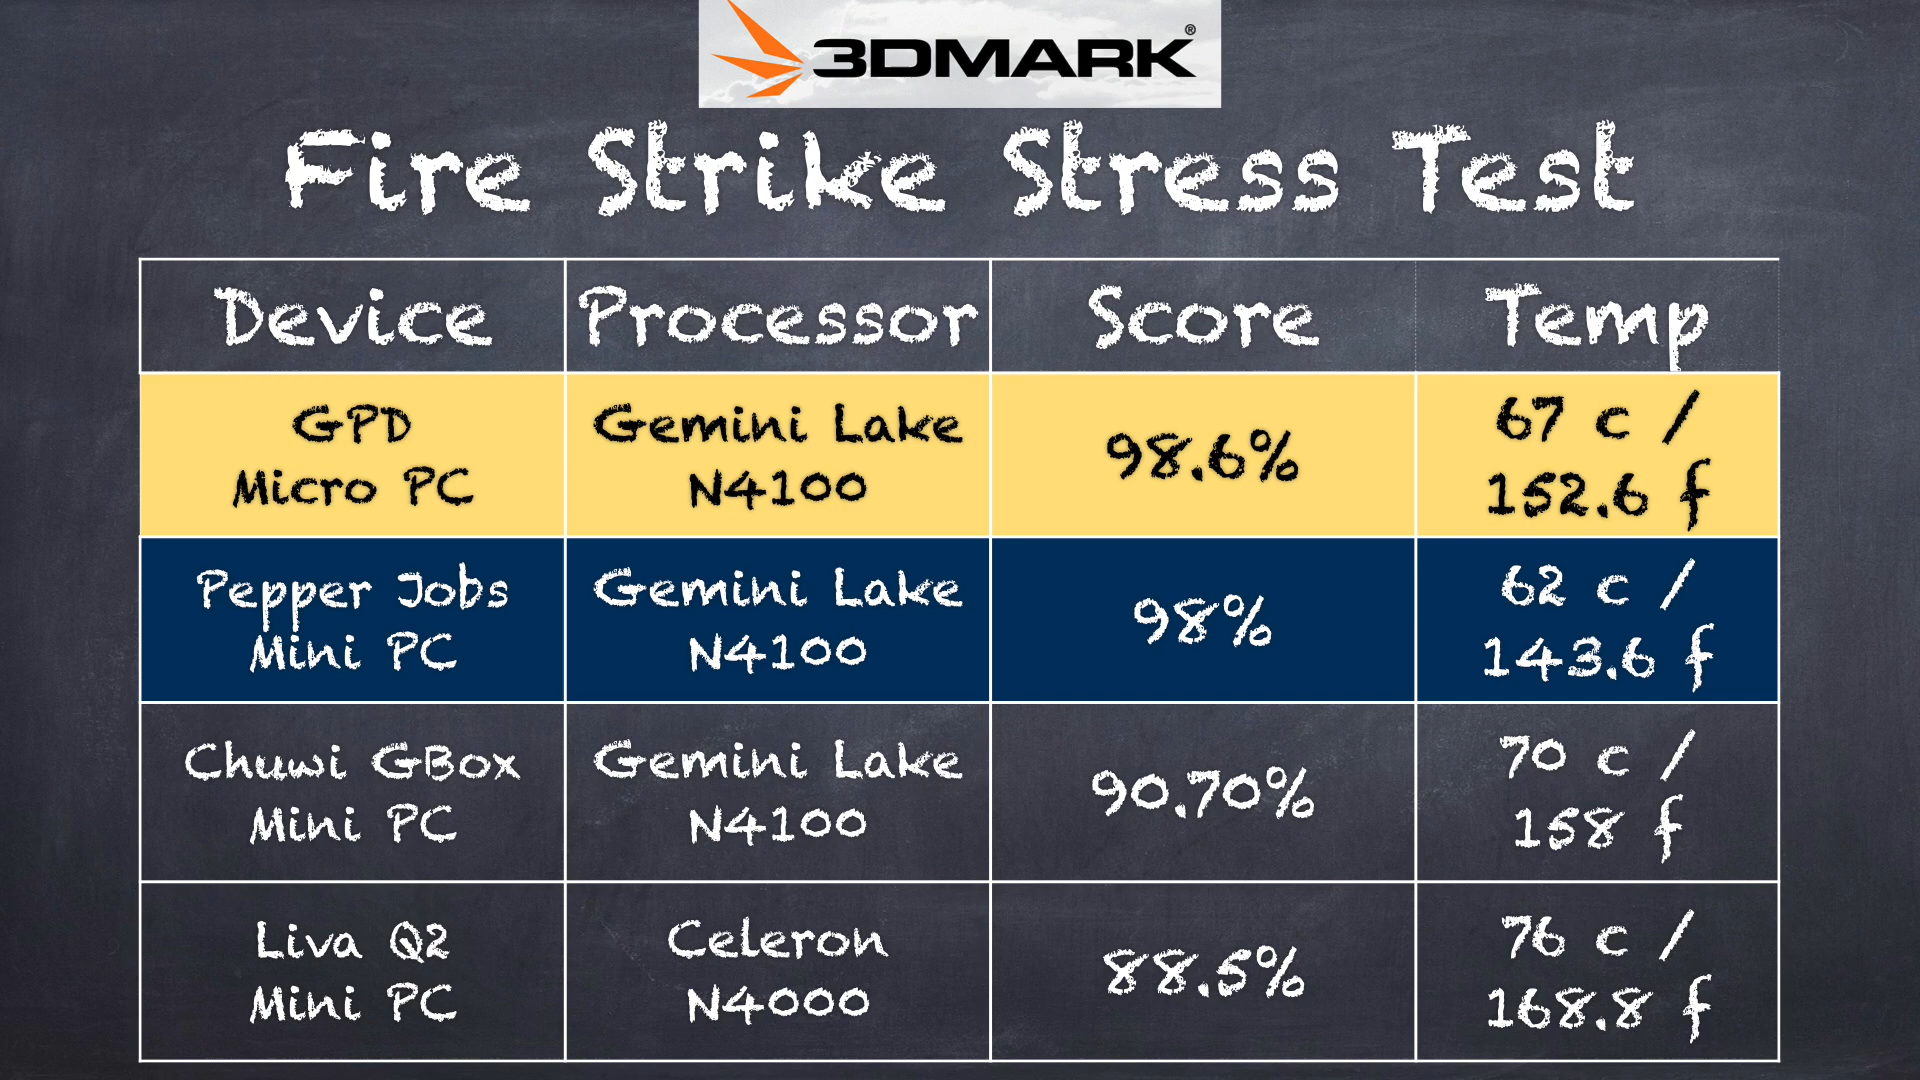 3DMARK®
Fire Strike Stress Test
Device Processor Score Temp
GPD
Micro PC
Gemini Lake
N4100
98.6%
67 c /
152.6 f
Pepper Jobs
Mini PC
Gemini Lake
N4100
98%
62 c /
143.6 f
Chuwi GBox
Mini PC
Gemini Lake
N4100
90.70%
70 c /
158 f
Liva Q2
Mini PC
Celeron
N4000
88.5%
76 c /
168.8 f